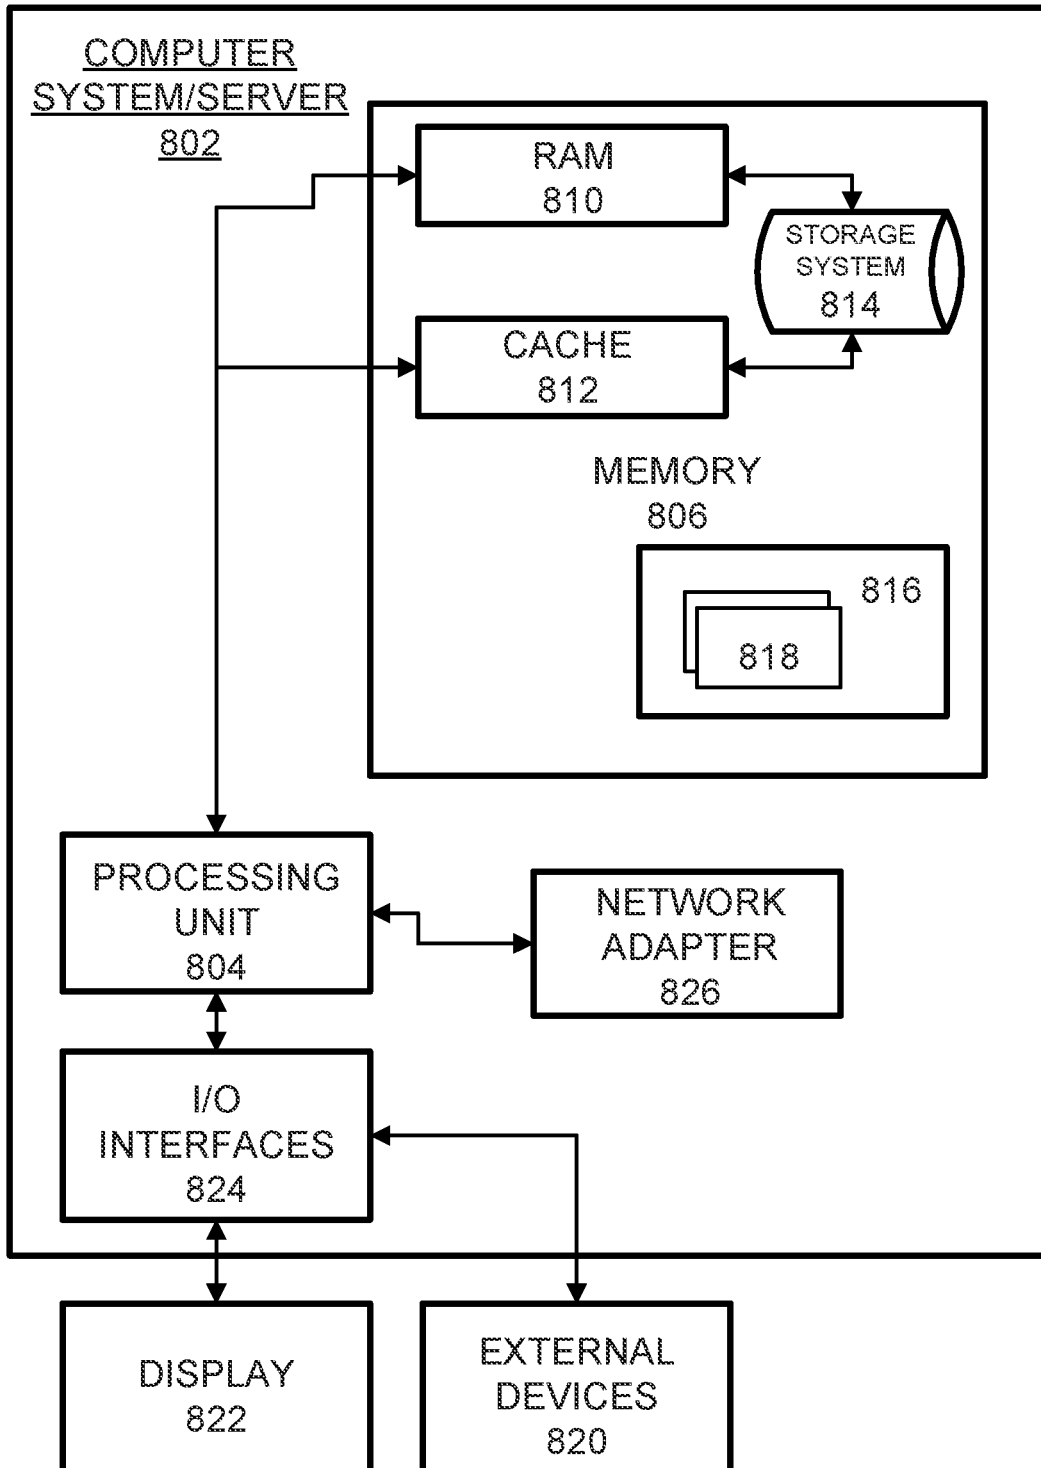 COMPUTER
SYSTEM/SERVER
802
RAM
810
STORAGE
SYSTEM
814
CACHE
812
MEMORY
806
816
818
PROCESSING
UNIT
804
NETWORK
ADAPTER
826
I/O
INTERFACES
824
DISPLAY
822
EXTERNAL
DEVICES
820